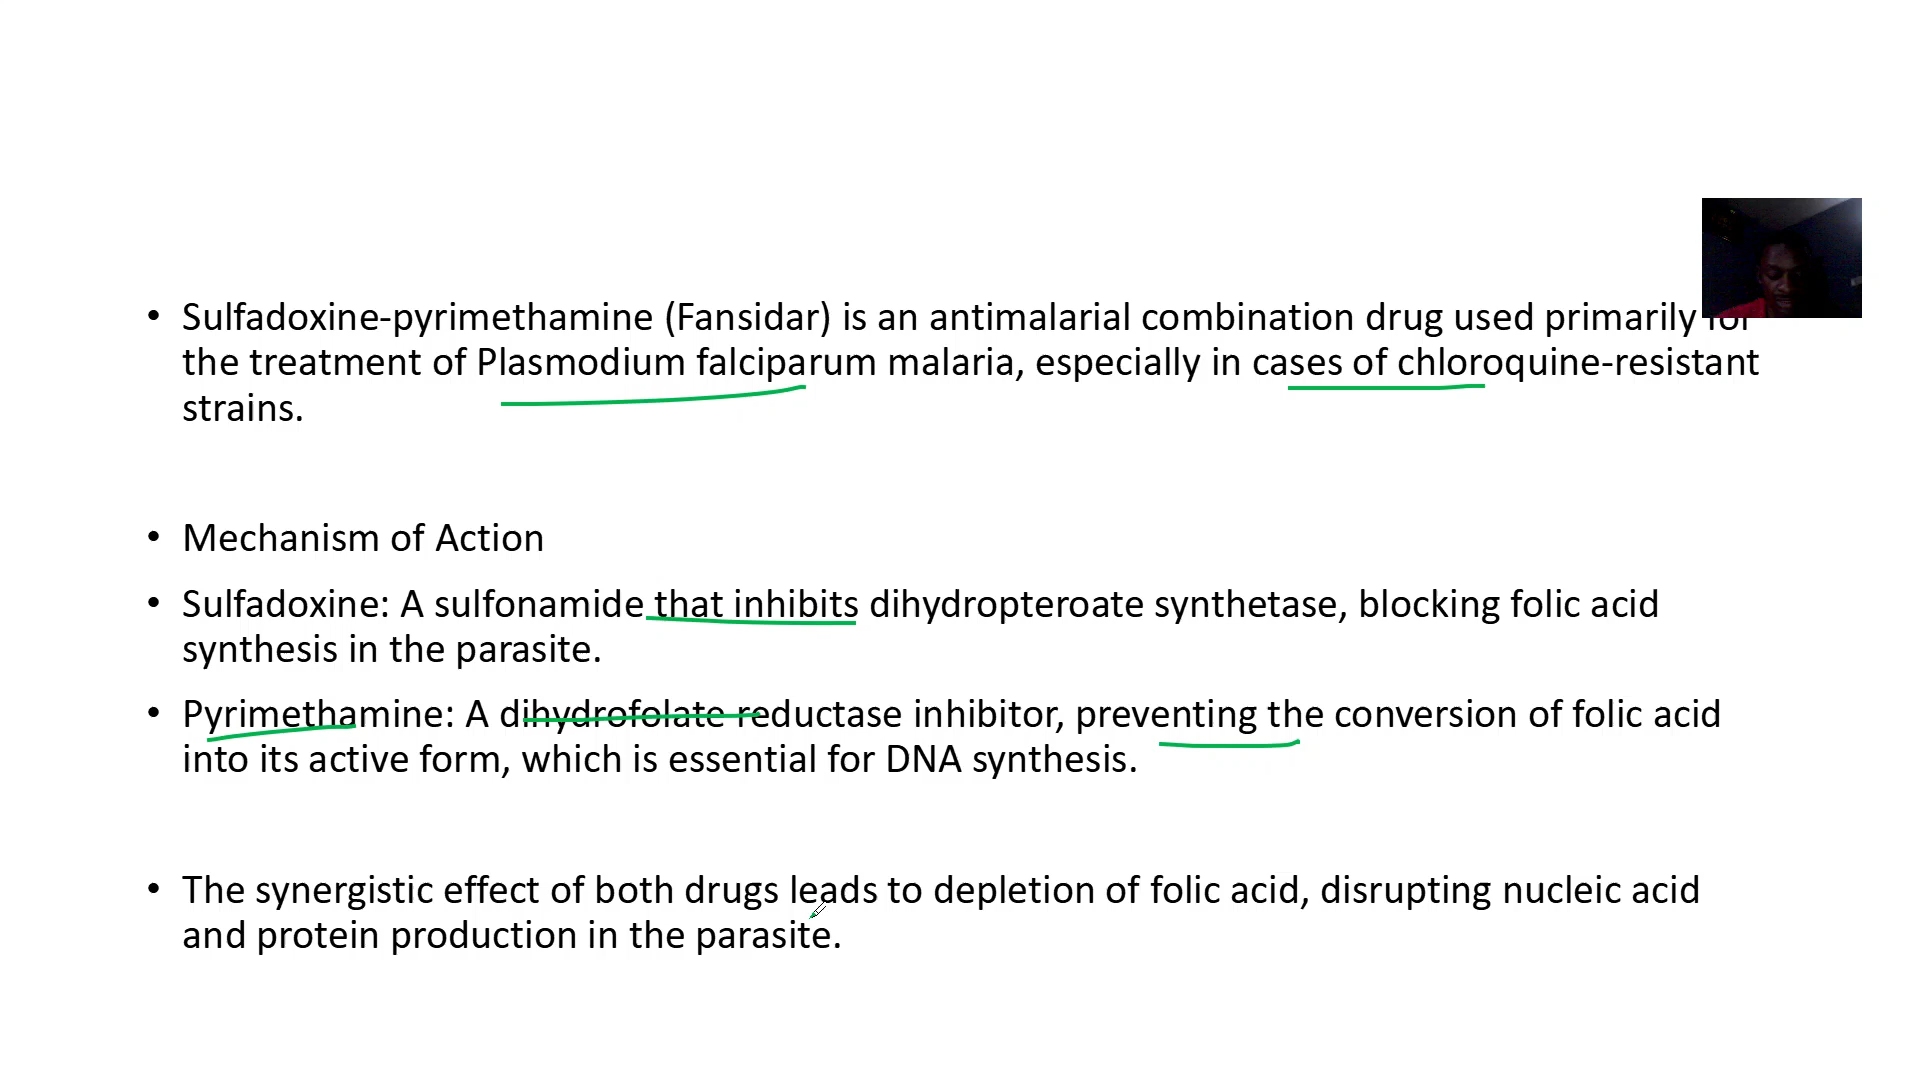 • Sulfadoxine-pyrimethamine (Fansidar) is an antimalarial combination drug used primarily for
the treatment of Plasmodium falciparum malaria, especially in cases of chloroquine-resistant
strains.
• Mechanism of Action
• Sulfadoxine: A sulfonamide that inhibits dihydropteroate synthetase, blocking folic acid
synthesis in the parasite.
• Pyrimethamine: A dihydrofolate reductase inhibitor, preventing the conversion of folic acid
into its active form, which is essential for DNA synthesis.
• The synergistic effect of both drugs leads to depletion of folic acid, disrupting nucleic acid
and protein production in the parasite.